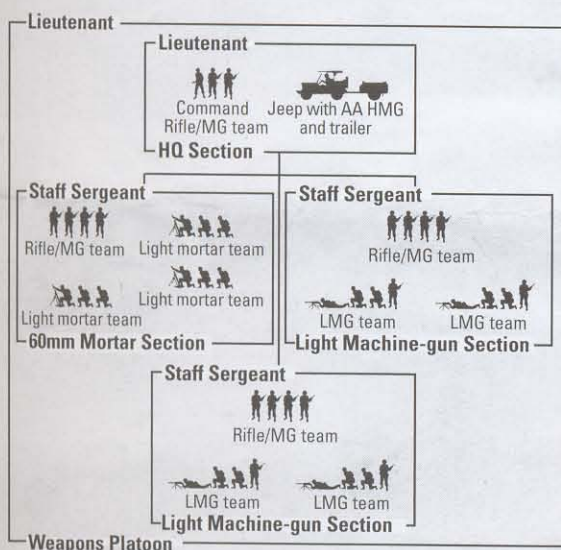 Lieutenant
Lieutenant
Command
Rifle/MG team
Jeep with AA HMG
and trailer
HQ Section
Staff Sergeant
Rifle/MG team
Light mortar team
Light mortar team
Light mortar team
60mm Mortar Section
Staff Sergeant
Rifle/MG team
LMG team
LMG team
Light Machine-gun Section
Staff Sergeant
Rifle/MG team
LMG team
LMG team
Light Machine-gun Section
Weapons Platoon